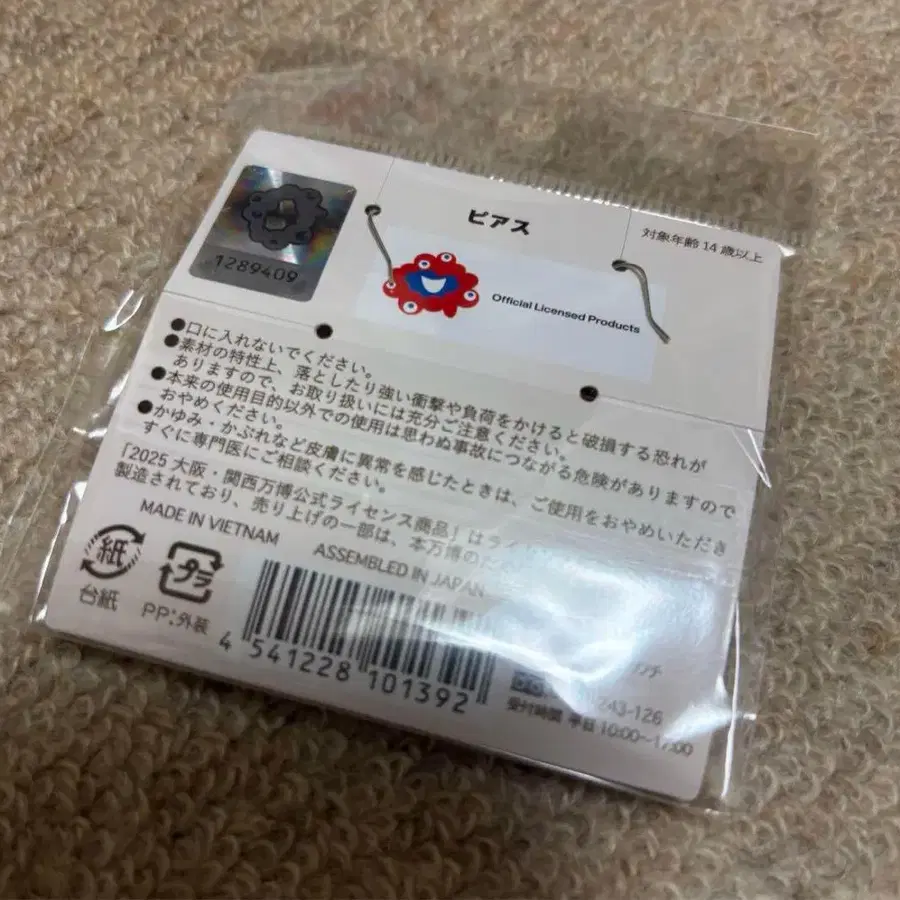 ピアス
対象年齢 14 歳以上
1289409
Official Licensed Products
●口に入れないでください。
●素材の特性上、落としたり強い衝撃や負荷をかけると破損する恐れが
ありますので、お取り扱いには充分ご注意ください。
●本来の使用目的以外での使用は思わぬ事故につながる危険がありますので
おやめください。
●かゆみ・かぶれなど皮膚に異常を感じたときは、ご使用をおやめいただき
すぐに専門医にご相談ください。
「2025 大阪・関西万博公式ライセンス商品」はライ
製造されており、売り上げの一部は、本万博のた
MADE IN VIETNAM
ASSEMBLED IN JAPAN
紙
台紙
プラ
PP:外装
4 541228 101392
243-126
受付時間 平日 10:00~17:00